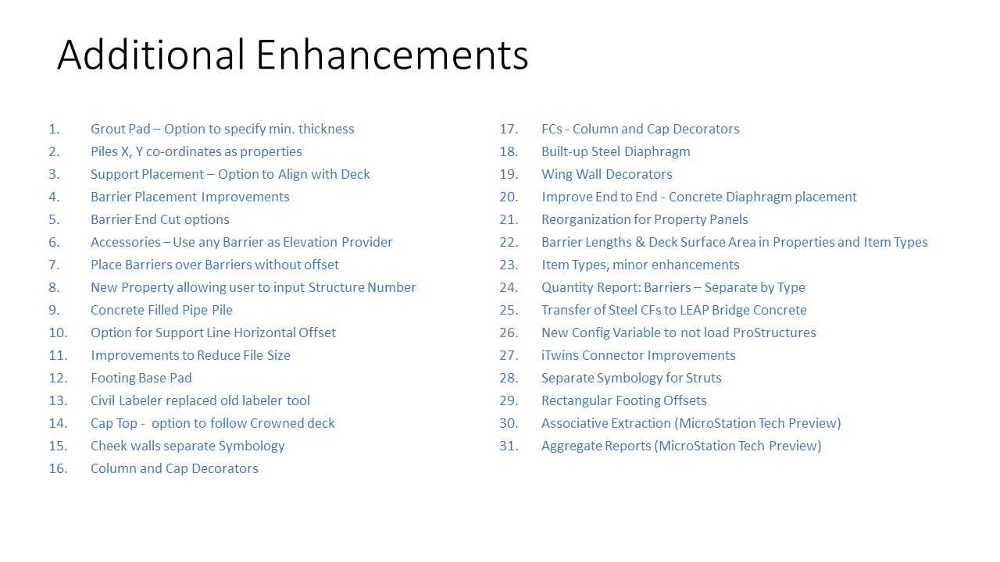 Additional Enhancements
1. Grout Pad – Option to specify min. thickness
2. Piles X, Y co-ordinates as properties
3. Support Placement – Option to Align with Deck
4. Barrier Placement Improvements
5. Barrier End Cut options
6. Accessories – Use any Barrier as Elevation Provider
7. Place Barriers over Barriers without offset
8. New Property allowing user to input Structure Number
9. Concrete Filled Pipe Pile
10. Option for Support Line Horizontal Offset
11. Improvements to Reduce File Size
12. Footing Base Pad
13. Civil Labeler replaced old labeler tool
14. Cap Top - option to follow Crowned deck
15. Cheek walls separate Symbology
16. Column and Cap Decorators
17. FCs - Column and Cap Decorators
18. Built-up Steel Diaphragm
19. Wing Wall Decorators
20. Improve End to End - Concrete Diaphragm placement
21. Reorganization for Property Panels
22. Barrier Lengths & Deck Surface Area in Properties and Item Types
23. Item Types, minor enhancements
24. Quantity Report: Barriers – Separate by Type
25. Transfer of Steel CFs to LEAP Bridge Concrete
26. New Config Variable to not load ProStructures
27. iTwins Connector Improvements
28. Separate Symbology for Struts
29. Rectangular Footing Offsets
30. Associative Extraction (MicroStation Tech Preview)
31. Aggregate Reports (MicroStation Tech Preview)